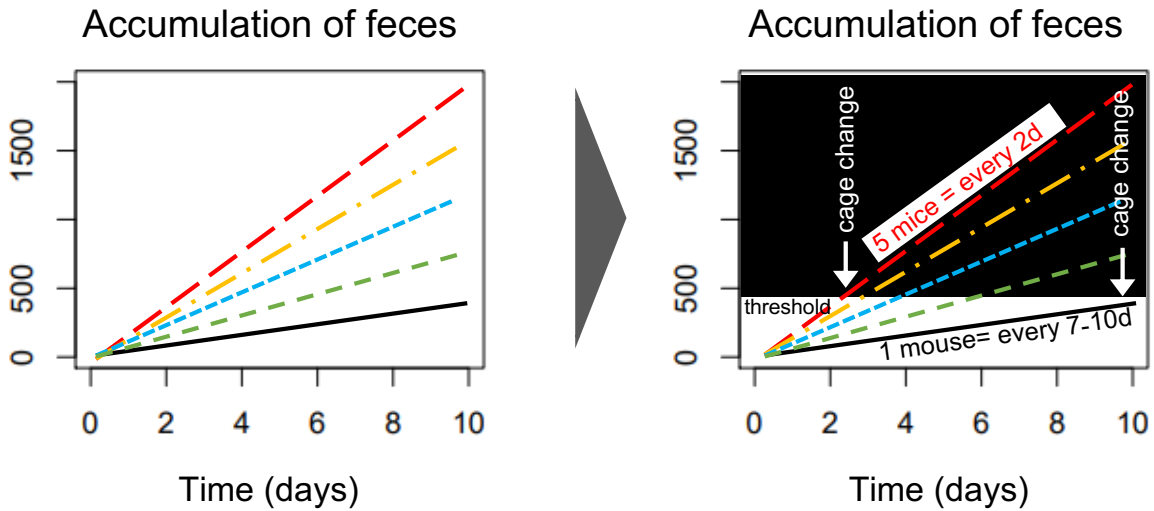 Accumulation of feces
1500
500
0
0 2 4 6 8 10
Time (days)
Accumulation of feces
1500
500
0
cage change
5 mice = every 2d
cage change
threshold
1 mouse= every 7-10d
0 2 4 6 8 10
Time (days)